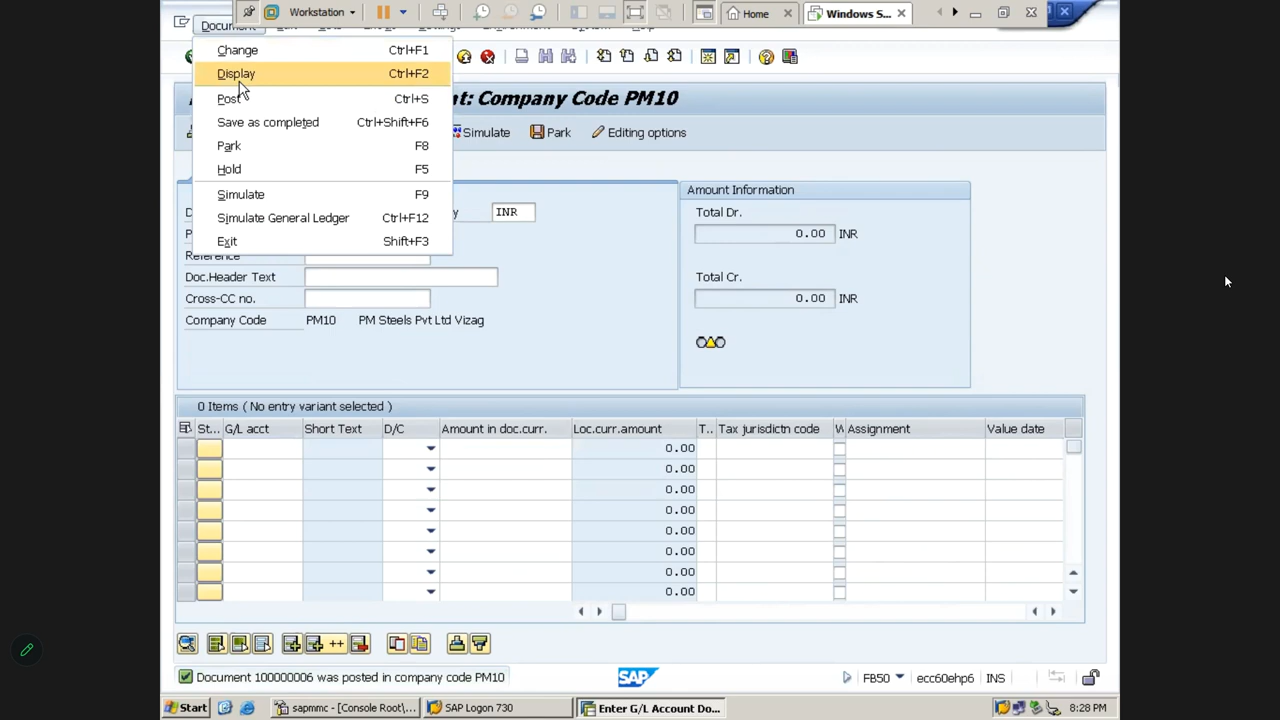 Workstation
Home
Windows S...
Document
Change Ctrl+F1
Display Ctrl+F2
Post Ctrl+S
Save as completed Ctrl+Shift+F6
Park F8
Hold F5
Simulate F9
Simulate General Ledger Ctrl+F12
Exit Shift+F3
t: Company Code PM10
Simulate Park Editing options
INR
Reference
Doc.Header Text
Cross-CC no.
Company Code PM10 PM Steels Pvt Ltd Vizag
Amount Information
Total Dr.
0.00 INR
Total Cr.
0.00 INR
0 Items ( No entry variant selected )
St... G/L acct Short Text D/C Amount in doc.curr. Loc.curr.amount T.. Tax jurisdictn code W Assignment Value date
0.00
0.00
0.00
0.00
0.00
0.00
0.00
0.00
Document 100000006 was posted in company code PM10
SAP
FB50 ecc60ehp6 INS
Start sapmmc - [Console Root\... SAP Logon 730 Enter G/L Account Do... 8:28 PM